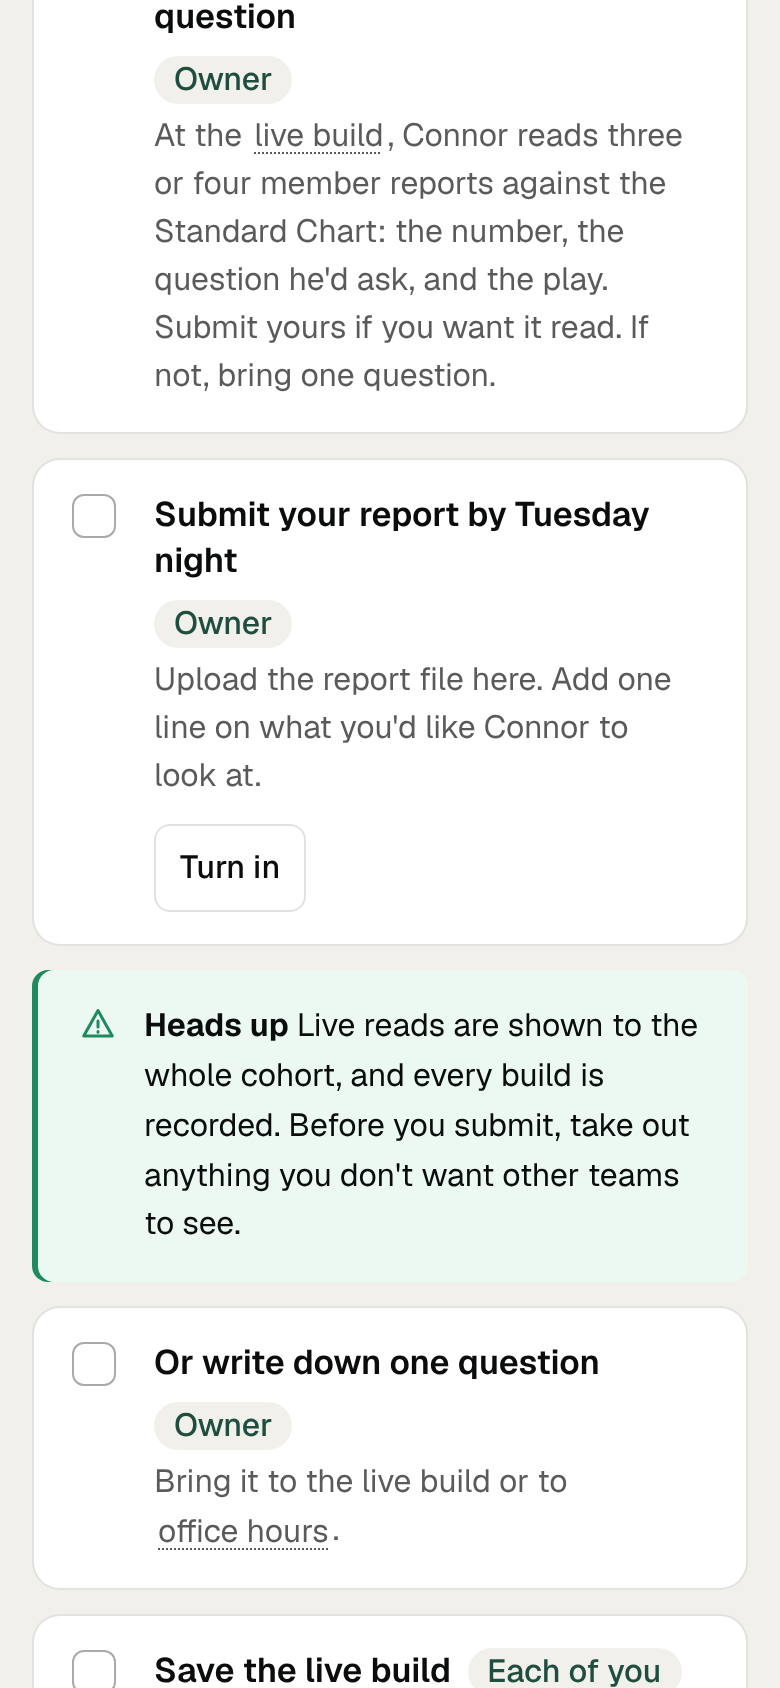 question
Owner
At the live build, Connor reads three
or four member reports against the
Standard Chart: the number, the
question he'd ask, and the play.
Submit yours if you want it read. If
not, bring one question.
Submit your report by Tuesday
night
Owner
Upload the report file here. Add one
line on what you'd like Connor to
look at.
Turn in
Heads up Live reads are shown to the
whole cohort, and every build is
recorded. Before you submit, take out
anything you don't want other teams
to see.
Or write down one question
Owner
Bring it to the live build or to
office hours.
Save the live build Each of you